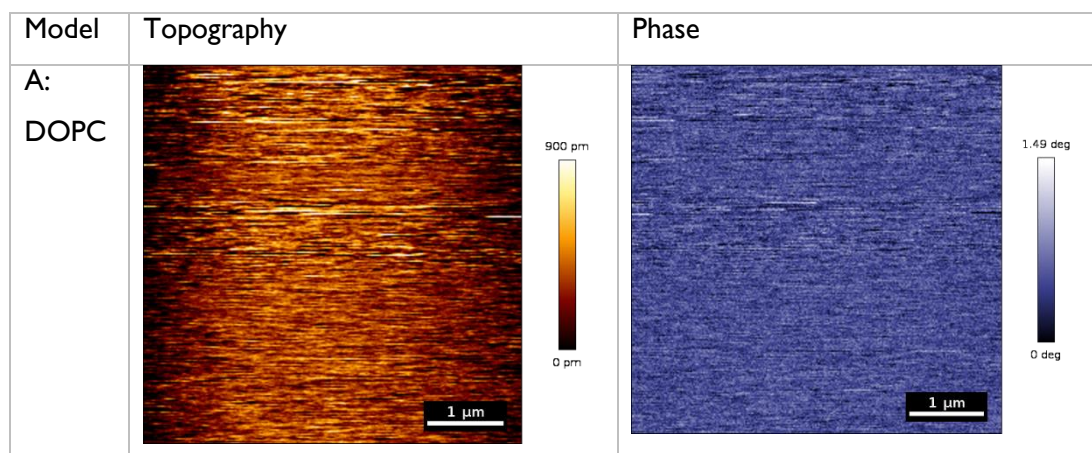 Model Topography Phase
A:
DOPC
900 pm
0 pm
1 µm
1.49 deg
0 deg
1 µm